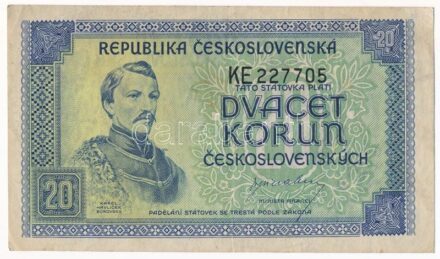 REPUBLIKA ČESKOSLOVENSKÁ
20
KE 227705
TATO STÁTOVKA PLATÍ
DVACET
KORUN
ČESKOSLOVENSKÝCH
KAREL
HAVLÍČEK
BOROVSKÝ
MINISTR FINANCÍ
20
PADĚLÁNÍ STÁTOVEK SE TRESTÁ PODLE ZÁKONA